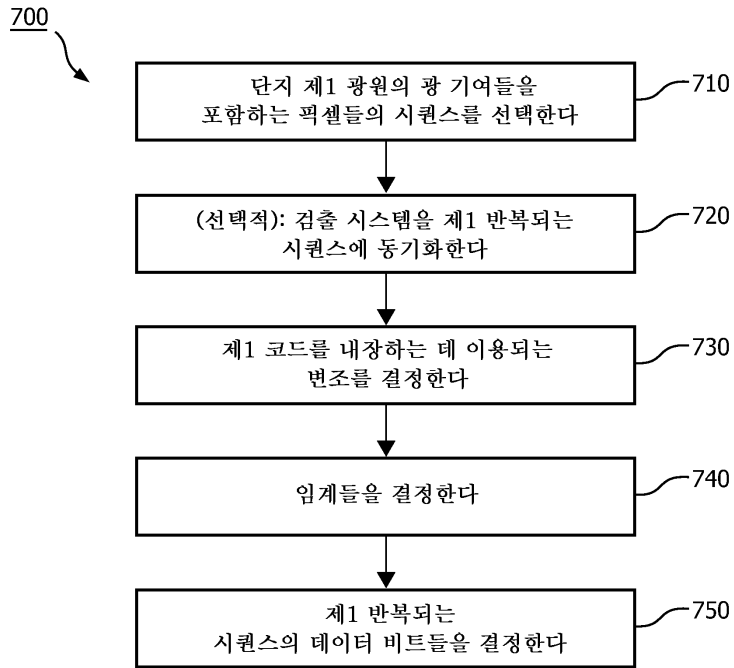 700
단지 제1 광원의 광 기여들을
포함하는 픽셀들의 시퀀스를 선택한다
710
(선택적): 검출 시스템을 제1 반복되는
시퀀스에 동기화한다
720
제1 코드를 내장하는 데 이용되는
변조를 결정한다
730
임계들을 결정한다
740
제1 반복되는
시퀀스의 데이터 비트들을 결정한다
750